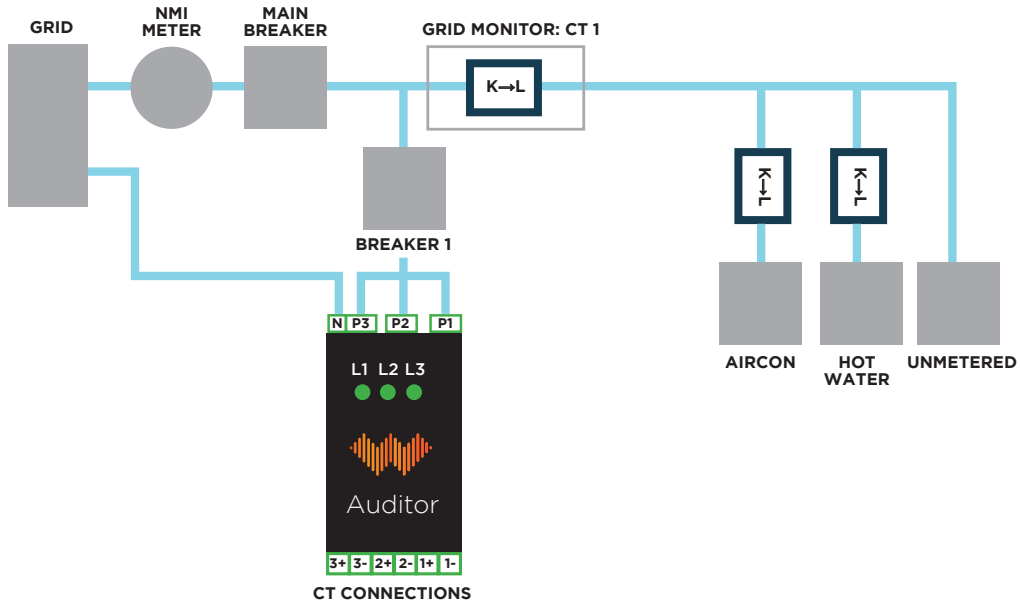 GRID
NMI
METER
MAIN
BREAKER
GRID MONITOR: CT 1
K→L
BREAKER 1
K→L
K→L
AIRCON
HOT
WATER
UNMETERED
N P3 P2 P1
L1 L2 L3
Auditor
3+ 3- 2+ 2- 1+ 1-
CT CONNECTIONS